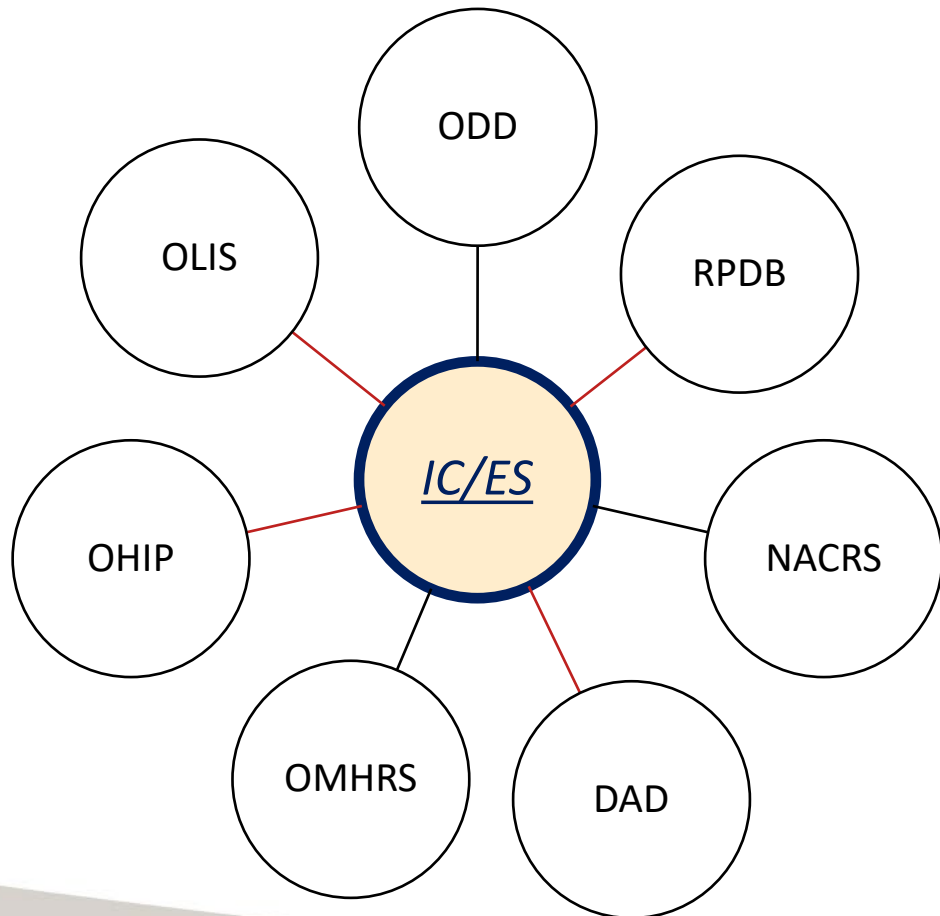 ODD
OLIS
RPDB
IC/ES
OHIP
NACRS
OMHRS
DAD